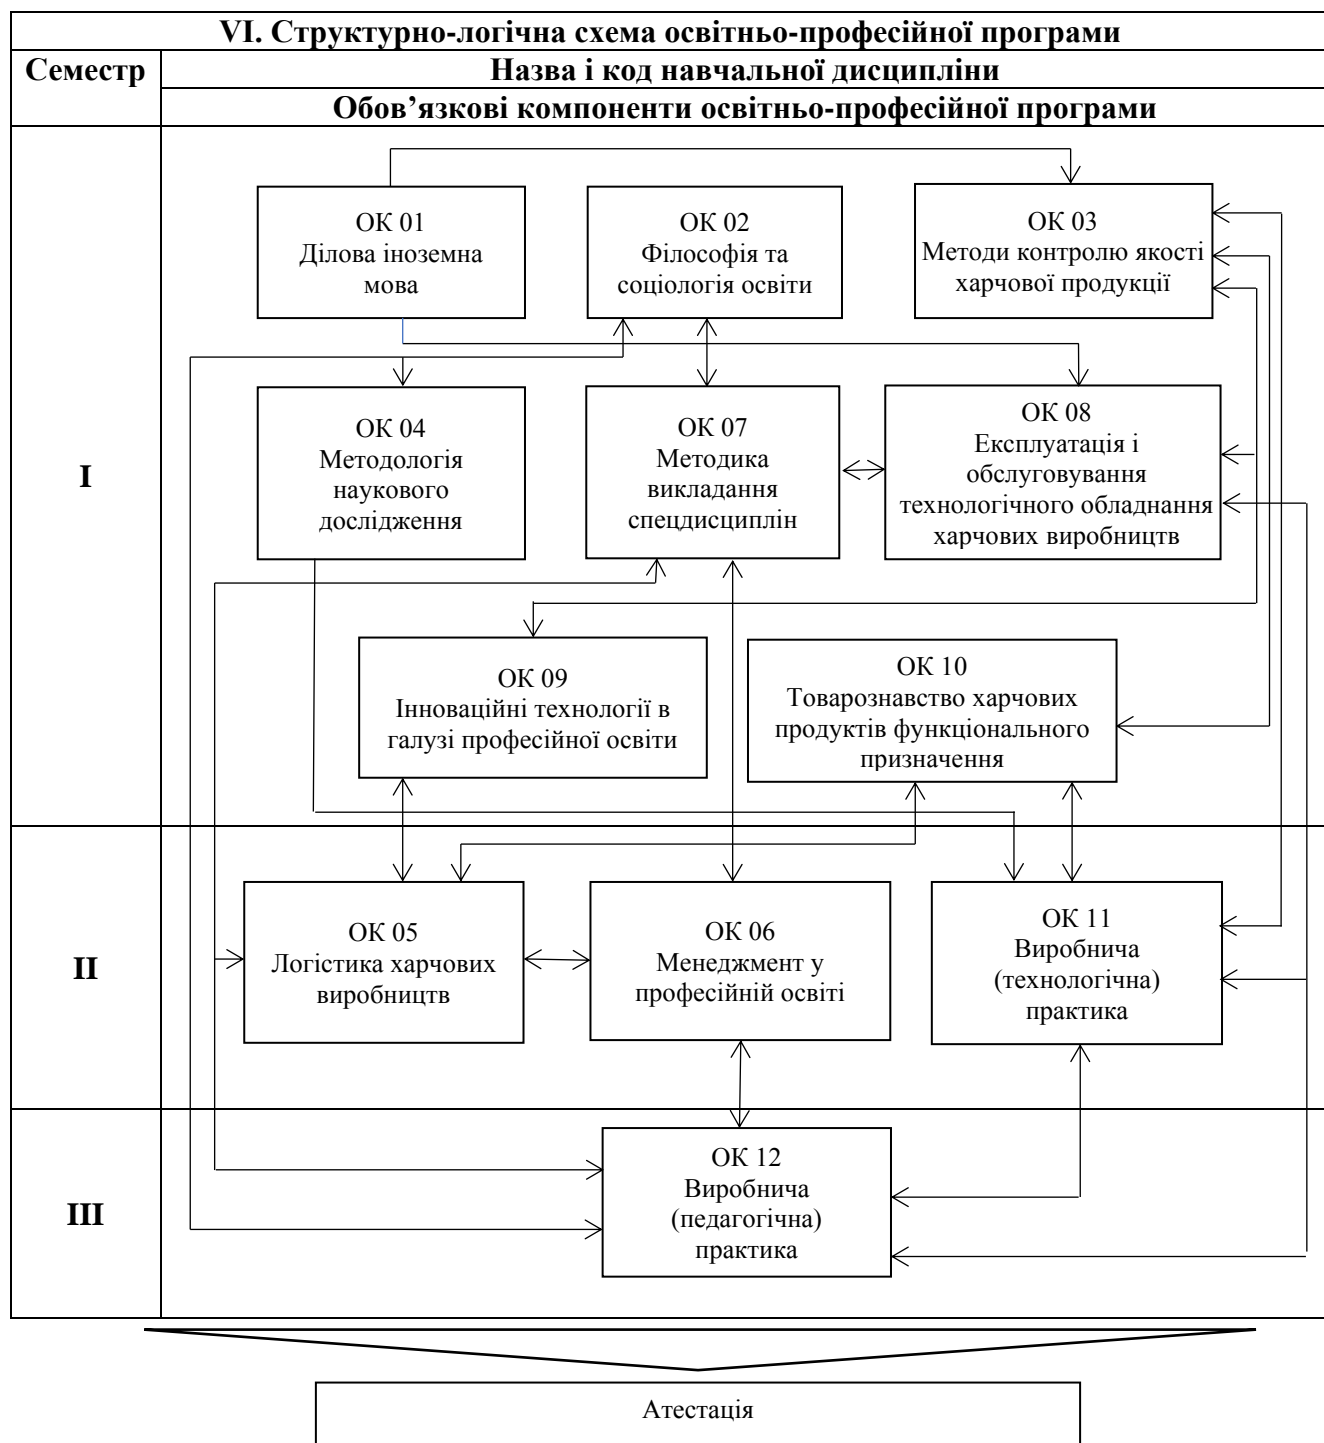 VI. Структурно-логічна схема освітньо-професійної програми
Семестр
Назва і код навчальної дисципліни
Обов’язкові компоненти освітньо-професійної програми
I
ОК 01
Ділова іноземна
мова
ОК 02
Філософія та
соціологія освіти
ОК 03
Методи контролю якості
харчової продукції
ОК 04
Методологія
наукового
дослідження
ОК 07
Методика
викладання
спецдисциплін
ОК 08
Експлуатація і
обслуговування
технологічного обладнання
харчових виробництв
ОК 09
Інноваційні технології в
галузі професійної освіти
ОК 10
Товарознавство харчових
продуктів функціонального
призначення
II
ОК 05
Логістика харчових
виробництв
ОК 06
Менеджмент у
професійній освіті
ОК 11
Виробнича
(технологічна)
практика
III
ОК 12
Виробнича
(педагогічна)
практика
Атестація